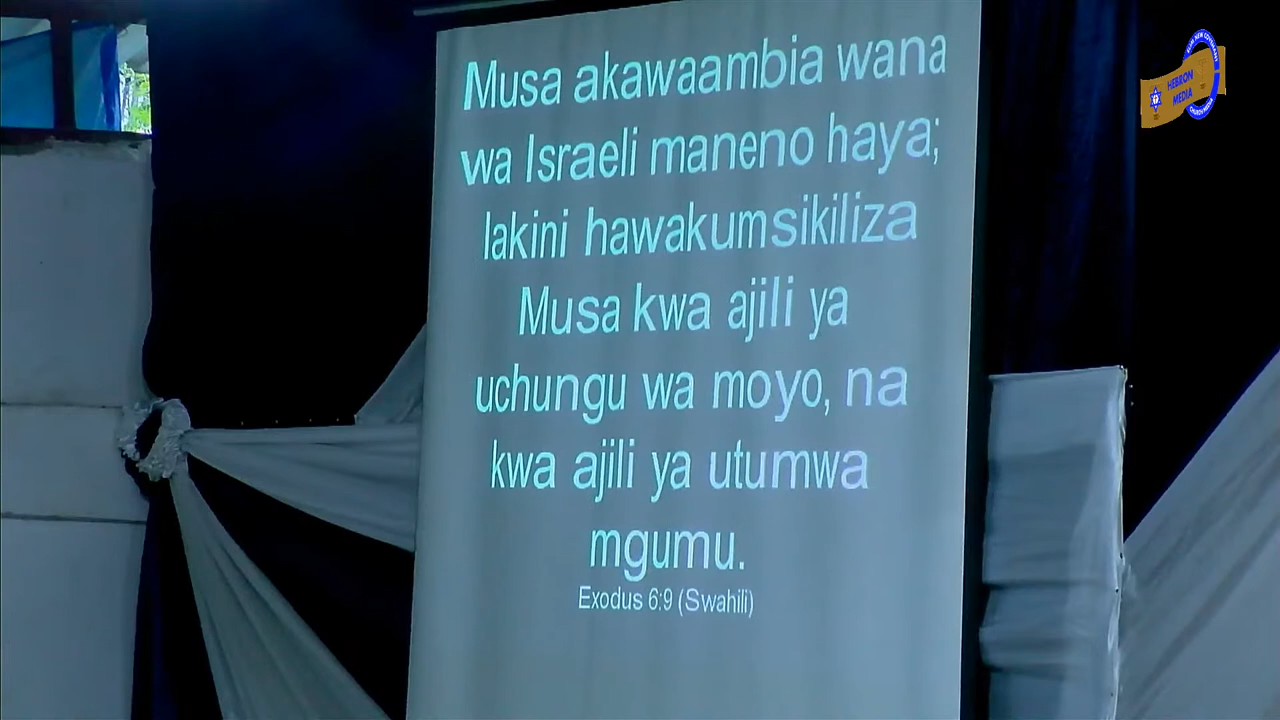 Musa akawaambia wana
wa Israeli maneno haya;
lakini hawakumsikiliza
Musa kwa ajili ya
uchungu wa moyo, na
kwa ajili ya utumwa
mgumu.
Exodus 6:9 (Swahili)
HEBRON
MEDIA